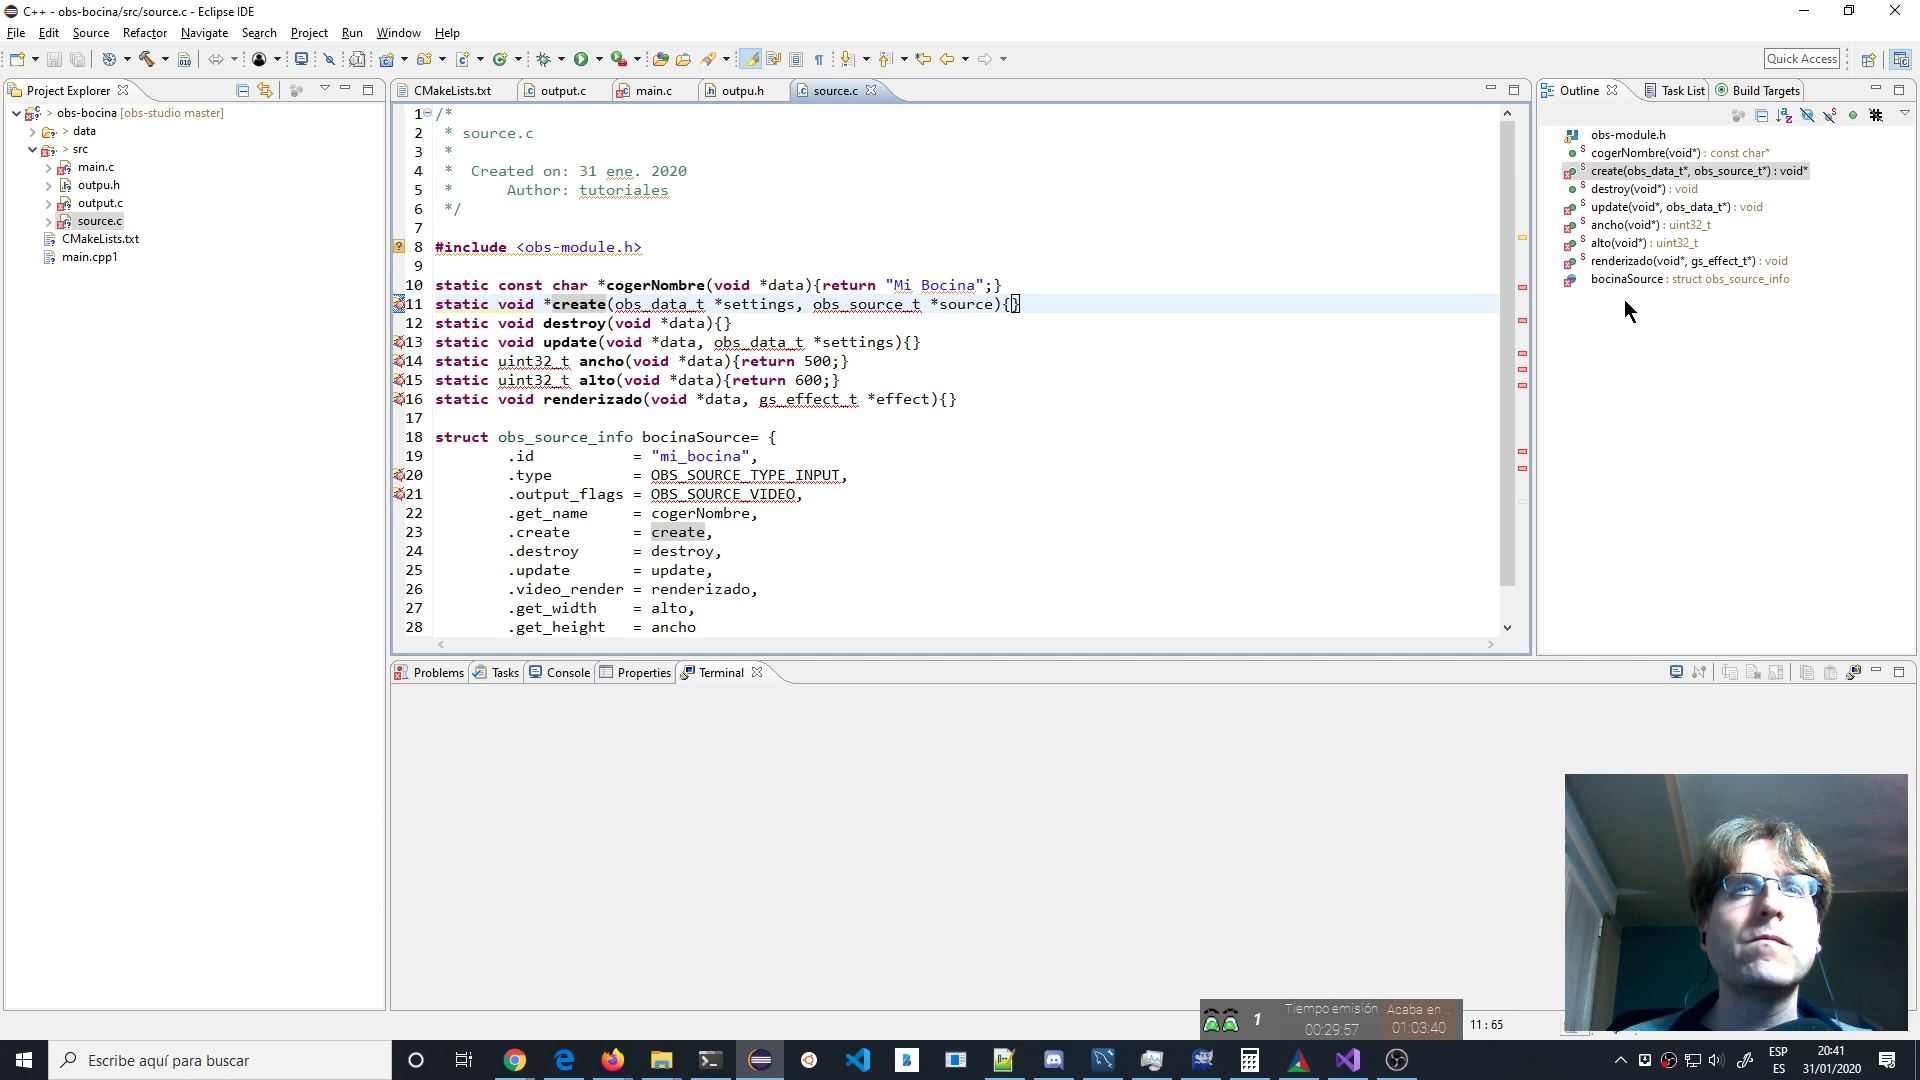 C++ - obs-bocina/src/source.c - Eclipse IDE
File Edit Source Refactor Navigate Search Project Run Window Help
Quick Access
Project Explorer
obs-bocina [obs-studio master]
data
src
main.c
outpu.h
output.c
source.c
CMakeLists.txt
main.cpp1
CMakeLists.txt output.c main.c outpu.h source.c
1 /*
2 * source.c
3 *
4 * Created on: 31 ene. 2020
5 * Author: tutoriales
6 */
7
8 #include <obs-module.h>
9
10 static const char *cogerNombre(void *data){return "Mi Bocina";}
11 static void *create(obs_data_t *settings, obs_source_t *source){}
12 static void destroy(void *data){}
13 static void update(void *data, obs_data_t *settings){}
14 static uint32_t ancho(void *data){return 500;}
15 static uint32_t alto(void *data){return 600;}
16 static void renderizado(void *data, gs_effect_t *effect){}
17
18 struct obs_source_info bocinaSource= {
19 .id = "mi_bocina",
20 .type = OBS_SOURCE_TYPE_INPUT,
21 .output_flags = OBS_SOURCE_VIDEO,
22 .get_name = cogerNombre,
23 .create = create,
24 .destroy = destroy,
25 .update = update,
26 .video_render = renderizado,
27 .get_width = alto,
28 .get_height = ancho
Outline Task List Build Targets
obs-module.h
cogerNombre(void*) : const char*
create(obs_data_t*, obs_source_t*) : void*
destroy(void*) : void
update(void*, obs_data_t*) : void
ancho(void*) : uint32_t
alto(void*) : uint32_t
renderizado(void*, gs_effect_t*) : void
bocinaSource : struct obs_source_info
Problems Tasks Console Properties Terminal
1
Tiempo emisión
00:29:57
Acaba en ..
01:03:40
11 : 65
Escribe aquí para buscar
ESP
ES
20:41
31/01/2020